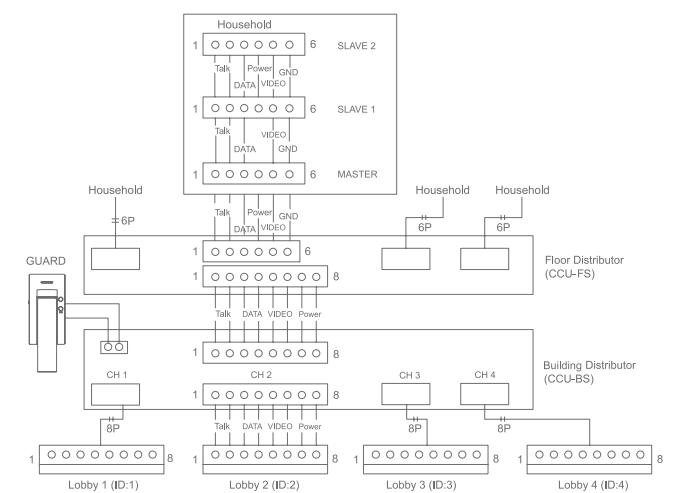 Household
1 6 SLAVE 2
Talk Power GND
DATA VIDEO
1 6 SLAVE 1
Talk VIDEO
DATA GND
1 6 MASTER
Household Household Household
6P Talk Power GND 6P 6P
DATA VIDEO
1 6
Floor Distributor
(CCU-FS)
GUARD
1 8
Talk DATA VIDEO Power
1 8
Building Distributor
(CCU-BS)
CH 1 CH 2 CH 3 CH 4
1 8
8P Talk DATA VIDEO Power 8P 8P
1 8 1 8 1 8 1 8
Lobby 1 (ID:1) Lobby 2 (ID:2) Lobby 3 (ID:3) Lobby 4 (ID:4)